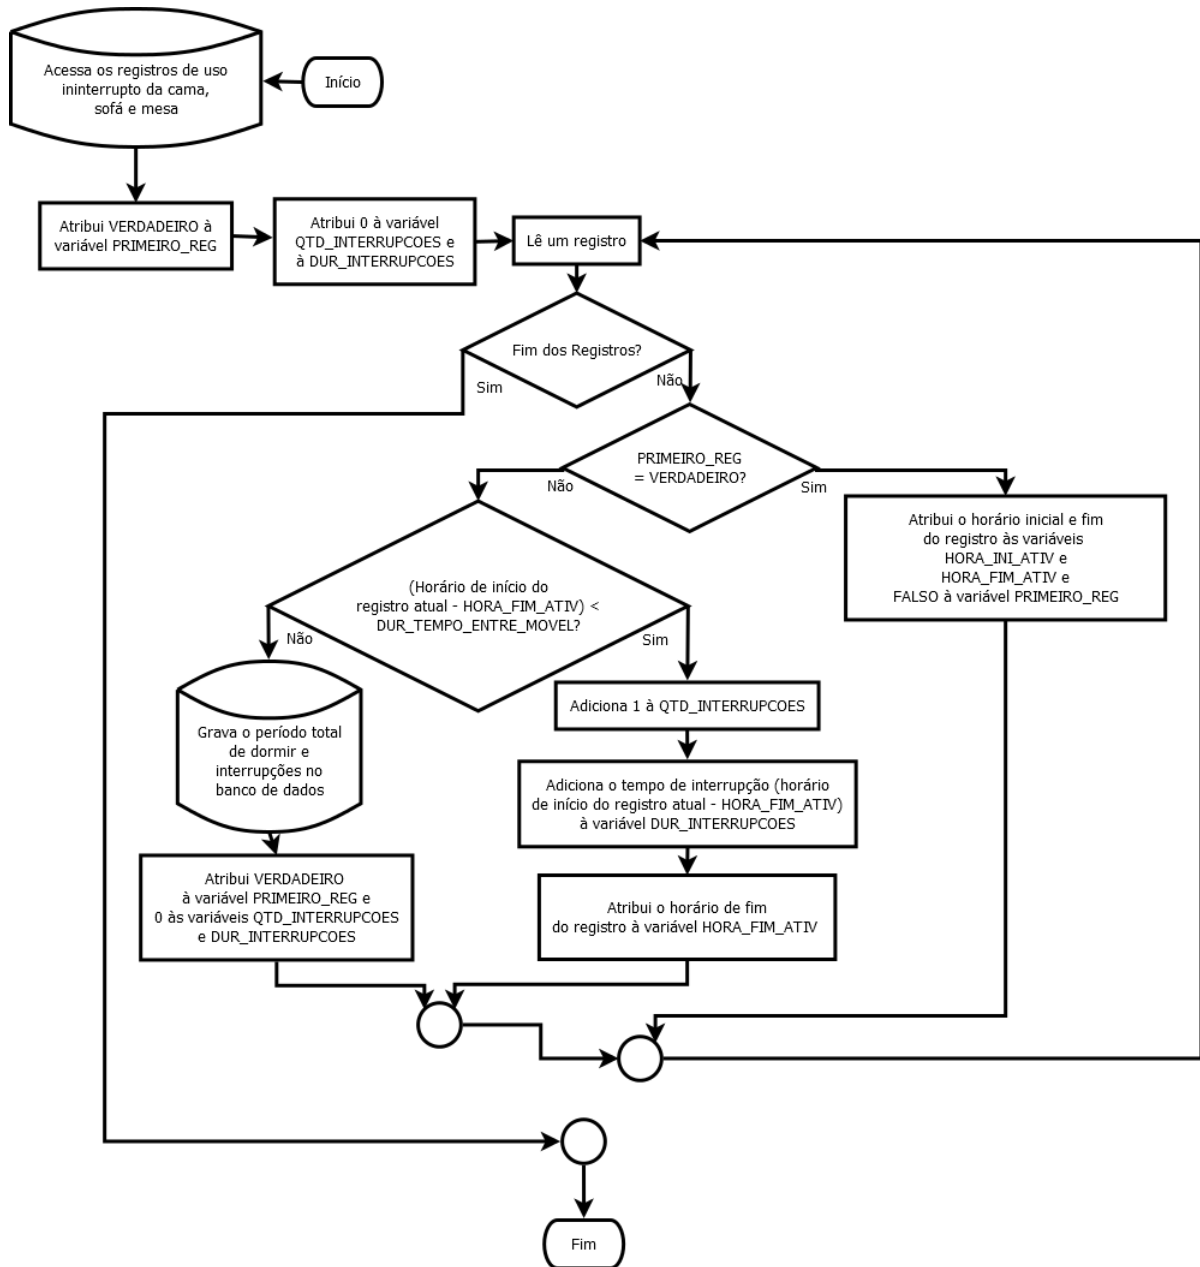 Acessa os registros de uso
ininterrupto da cama,
sofá e mesa
Início
Atribui VERDADEIRO à
variável PRIMEIRO_REG
Atribui 0 à variável
QTD_INTERRUPCOES e
à DUR_INTERRUPCOES
Lê um registro
Fim dos Registros?
Sim
Não
PRIMEIRO_REG
= VERDADEIRO?
Não
Sim
Atribui o horário inicial e fim
do registro às variáveis
HORA_INI_ATIV e
HORA_FIM_ATIV e
FALSO à variável PRIMEIRO_REG
(Horário de início do
registro atual - HORA_FIM_ATIV) <
DUR_TEMPO_ENTRE_MOVEL?
Não
Sim
Grava o período total
de dormir e
interrupções no
banco de dados
Adiciona 1 à QTD_INTERRUPCOES
Adiciona o tempo de interrupção (horário
de início do registro atual - HORA_FIM_ATIV)
à variável DUR_INTERRUPCOES
Atribui VERDADEIRO
à variável PRIMEIRO_REG e
0 às variáveis QTD_INTERRUPCOES
e DUR_INTERRUPCOES
Atribui o horário de fim
do registro à variável HORA_FIM_ATIV
Fim